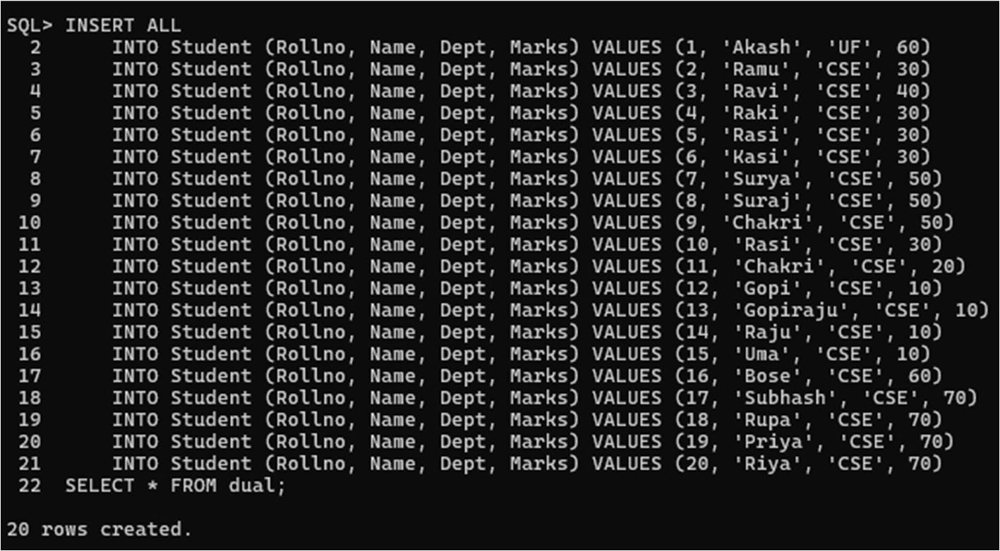 SQL> INSERT ALL
2 INTO Student (Rollno, Name, Dept, Marks) VALUES (1, 'Akash', 'UF', 60)
3 INTO Student (Rollno, Name, Dept, Marks) VALUES (2, 'Ramu', 'CSE', 30)
4 INTO Student (Rollno, Name, Dept, Marks) VALUES (3, 'Ravi', 'CSE', 40)
5 INTO Student (Rollno, Name, Dept, Marks) VALUES (4, 'Raki', 'CSE', 30)
6 INTO Student (Rollno, Name, Dept, Marks) VALUES (5, 'Rasi', 'CSE', 30)
7 INTO Student (Rollno, Name, Dept, Marks) VALUES (6, 'Kasi', 'CSE', 30)
8 INTO Student (Rollno, Name, Dept, Marks) VALUES (7, 'Surya', 'CSE', 50)
9 INTO Student (Rollno, Name, Dept, Marks) VALUES (8, 'Suraj', 'CSE', 50)
10 INTO Student (Rollno, Name, Dept, Marks) VALUES (9, 'Chakri', 'CSE', 50)
11 INTO Student (Rollno, Name, Dept, Marks) VALUES (10, 'Rasi', 'CSE', 30)
12 INTO Student (Rollno, Name, Dept, Marks) VALUES (11, 'Chakri', 'CSE', 20)
13 INTO Student (Rollno, Name, Dept, Marks) VALUES (12, 'Gopi', 'CSE', 10)
14 INTO Student (Rollno, Name, Dept, Marks) VALUES (13, 'Gopiraju', 'CSE', 10)
15 INTO Student (Rollno, Name, Dept, Marks) VALUES (14, 'Raju', 'CSE', 10)
16 INTO Student (Rollno, Name, Dept, Marks) VALUES (15, 'Uma', 'CSE', 10)
17 INTO Student (Rollno, Name, Dept, Marks) VALUES (16, 'Bose', 'CSE', 60)
18 INTO Student (Rollno, Name, Dept, Marks) VALUES (17, 'Subhash', 'CSE', 70)
19 INTO Student (Rollno, Name, Dept, Marks) VALUES (18, 'Rupa', 'CSE', 70)
20 INTO Student (Rollno, Name, Dept, Marks) VALUES (19, 'Priya', 'CSE', 70)
21 INTO Student (Rollno, Name, Dept, Marks) VALUES (20, 'Riya', 'CSE', 70)
22 SELECT * FROM dual;
20 rows created.